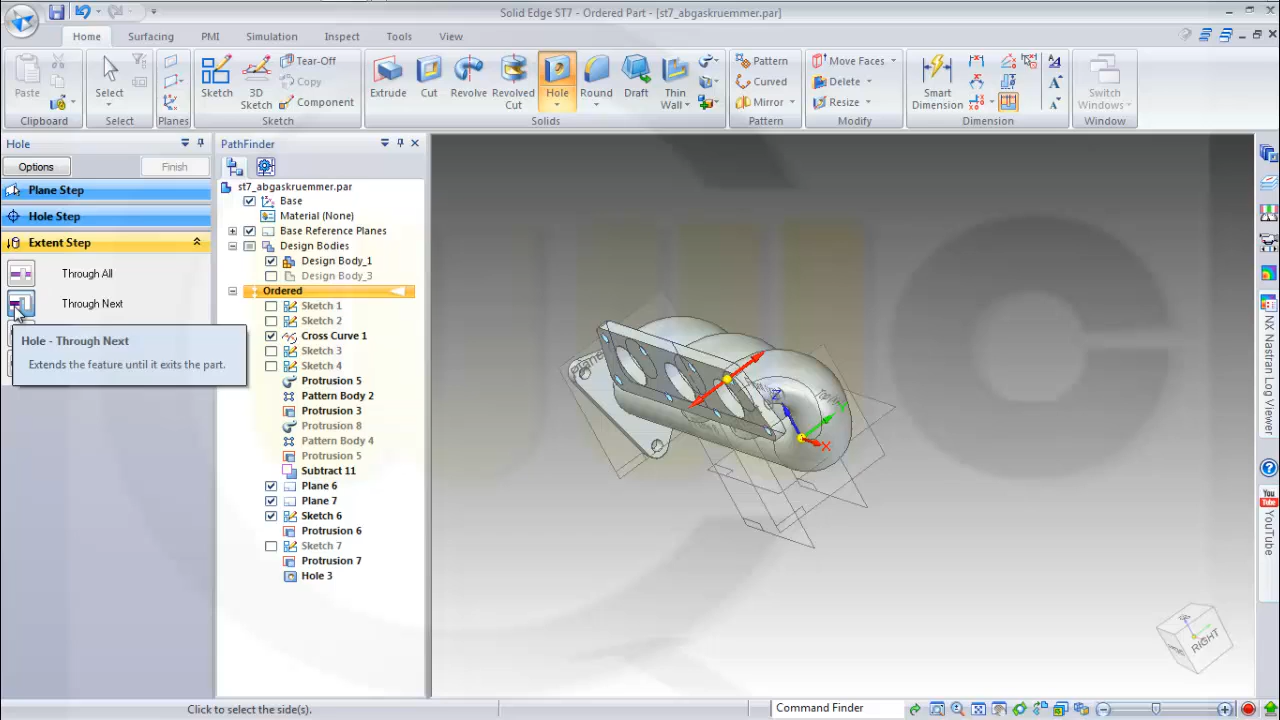 Solid Edge ST7 - Ordered Part - [st7_abgaskruemmer.par]
Home
Surfacing
PMI
Simulation
Inspect
Tools
View
Paste
Clipboard
Select
Select
Planes
Sketch
3D Sketch
Tear-Off
Copy
Component
Sketch
Extrude
Cut
Revolve
Revolved Cut
Hole
Round
Draft
Thin Wall
Solids
Pattern
Curved
Mirror
Pattern
Move Faces
Delete
Resize
Modify
Smart Dimension
Dimension
Switch Windows
Window
Hole
Options
Finish
Plane Step
Hole Step
Extent Step
Through All
Through Next
Hole - Through Next
Extends the feature until it exits the part.
PathFinder
st7_abgaskruemmer.par
Base
Material (None)
Base Reference Planes
Design Bodies
Design Body_1
Design Body_3
Ordered
Sketch 1
Sketch 2
Cross Curve 1
Sketch 3
Sketch 4
Protrusion 5
Pattern Body 2
Protrusion 3
Protrusion 8
Pattern Body 4
Protrusion 5
Subtract 11
Plane 6
Plane 7
Sketch 6
Protrusion 6
Sketch 7
Protrusion 7
Hole 3
Z
Y
X
RIGHT
NX Nastran Log Viewer
You Tube
YouTube
Click to select the side(s).
Command Finder